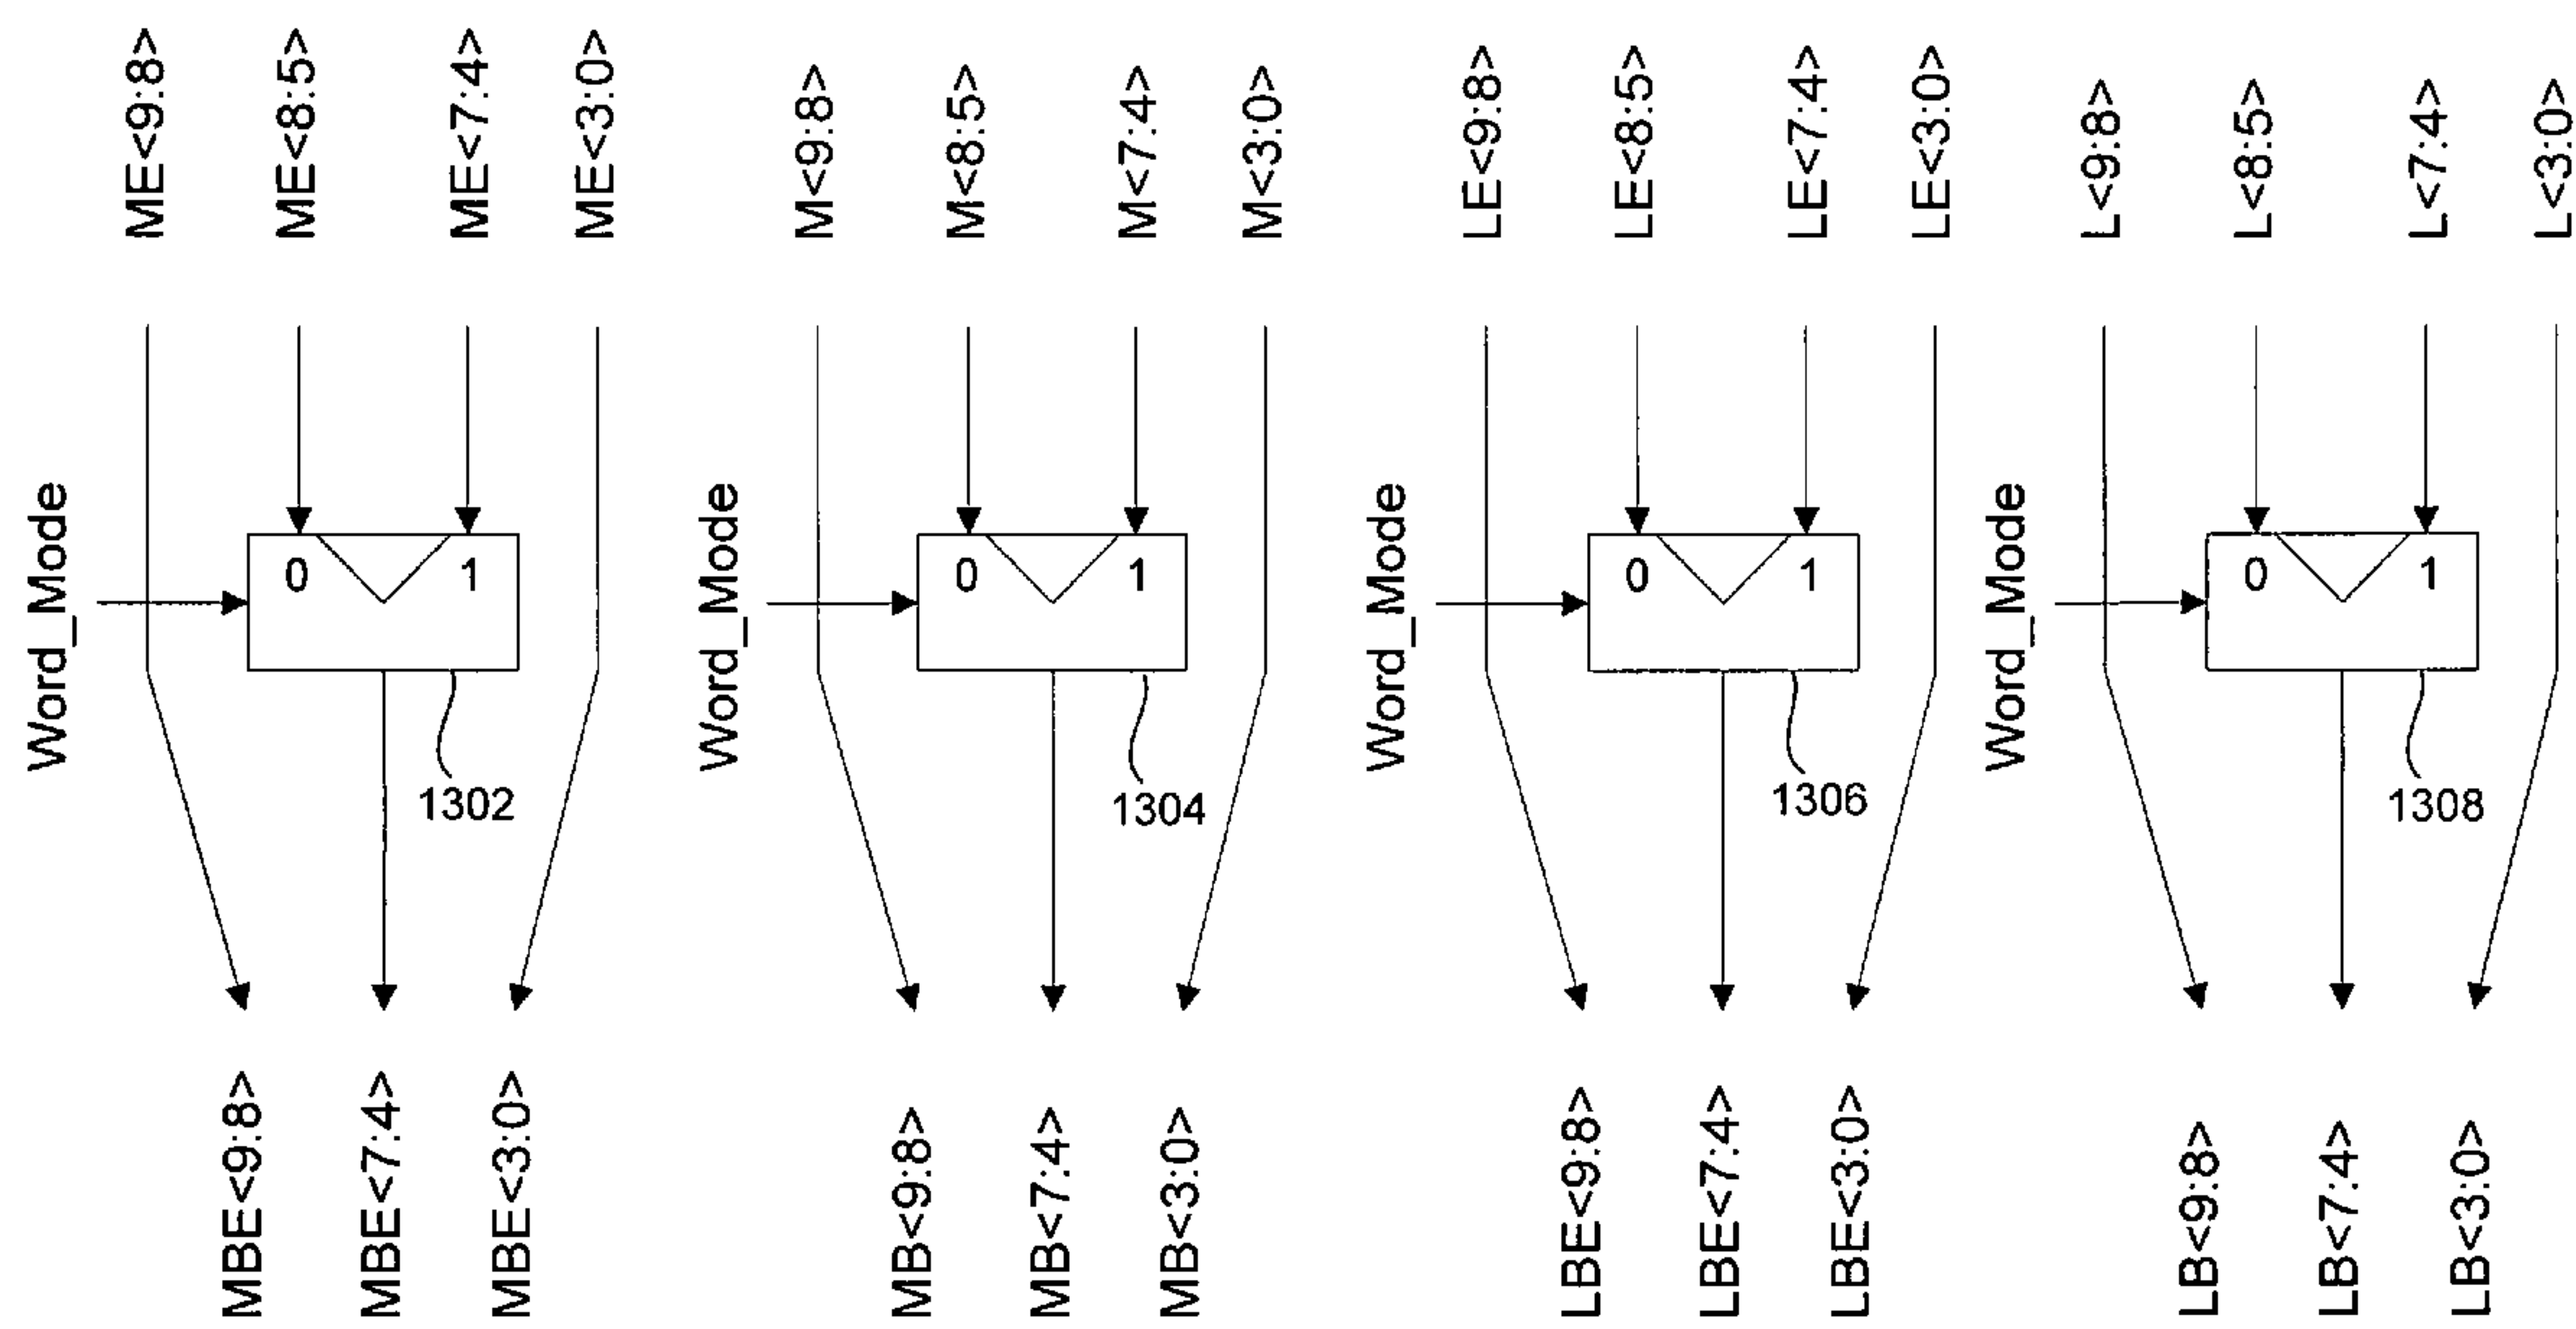 Word_Mode
ME<9:8>
ME<8:5>
ME<7:4>
ME<3:0>
0
1
1302
MBE<9:8>
MBE<7:4>
MBE<3:0>
Word_Mode
M<9:8>
M<8:5>
M<7:4>
M<3:0>
0
1
1304
MB<9:8>
MB<7:4>
MB<3:0>
Word_Mode
LE<9:8>
LE<8:5>
LE<7:4>
LE<3:0>
0
1
1306
LBE<9:8>
LBE<7:4>
LBE<3:0>
Word_Mode
L<9:8>
L<8:5>
L<7:4>
L<3:0>
0
1
1308
LB<9:8>
LB<7:4>
LB<3:0>